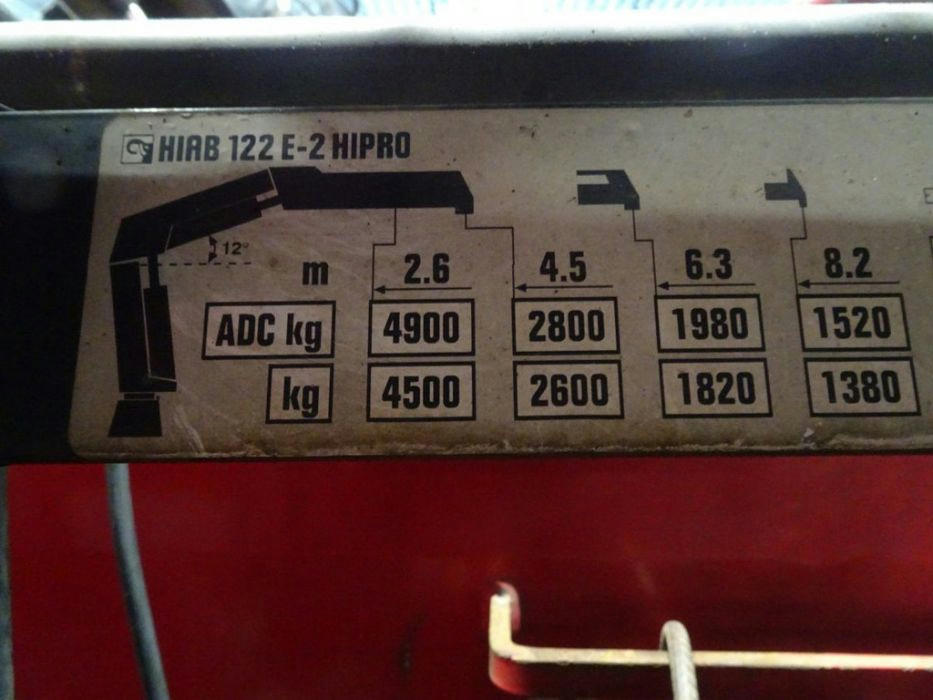 HIAB 122 E-2 HIPRO
12°
m 2.6 4.5 6.3 8.2
ADC kg 4900 2800 1980 1520
kg 4500 2600 1820 1380